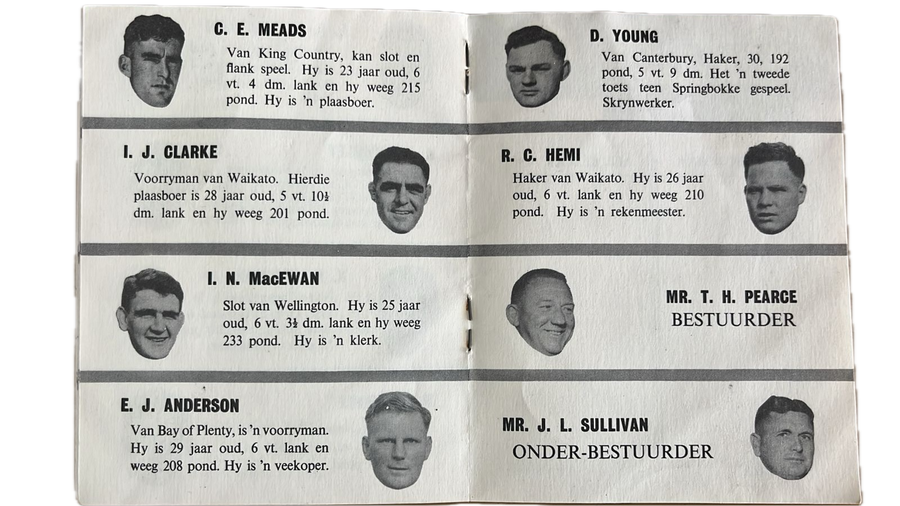 C. E. MEADS
Van King Country, kan slot en
flank speel. Hy is 23 jaar oud, 6
vt. 4 dm. lank en hy weeg 215
pond. Hy is 'n plaasboer.
I. J. CLARKE
Voorryman van Waikato. Hierdie
plaasboer is 28 jaar oud, 5 vt. 10½
dm. lank en hy weeg 201 pond.
I. N. MacEWAN
Slot van Wellington. Hy is 25 jaar
oud, 6 vt. 3½ dm. lank en hy weeg
233 pond. Hy is 'n klerk.
E. J. ANDERSON
Van Bay of Plenty, is 'n voorryman.
Hy is 29 jaar oud, 6 vt. lank en
weeg 208 pond. Hy is 'n veekoper.
D. YOUNG
Van Canterbury, Haker, 30, 192
pond, 5 vt. 9 dm. Het 'n tweede
toets teen Springbokke gespeel.
Skrynwerker.
R. C. HEMI
Haker van Waikato. Hy is 26 jaar
oud, 6 vt. lank en hy weeg 210
pond. Hy is 'n rekenmeester.
MR. T. H. PEARCE
BESTUURDER
MR. J. L. SULLIVAN
ONDER-BESTUURDER